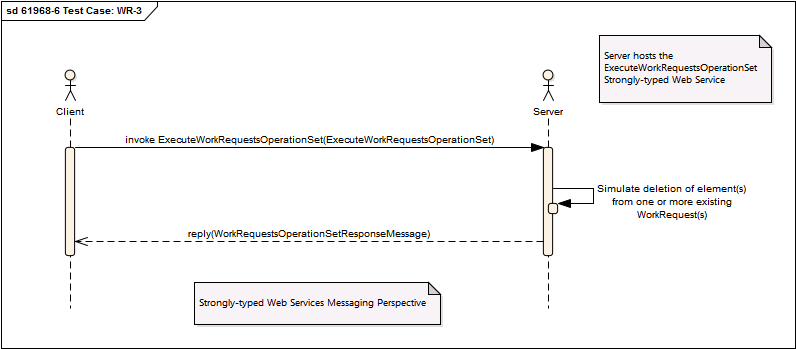 sd 61968-6 Test Case: WR-3
Server hosts the
ExecuteWorkRequestsOperationSet
Strongly-typed Web Service
Client
Server
invoke ExecuteWorkRequestsOperationSet(ExecuteWorkRequestsOperationSet)
Simulate deletion of element(s)
from one or more existing
WorkRequest(s)
reply(WorkRequestsOperationSetResponseMessage)
Strongly-typed Web Services Messaging Perspective